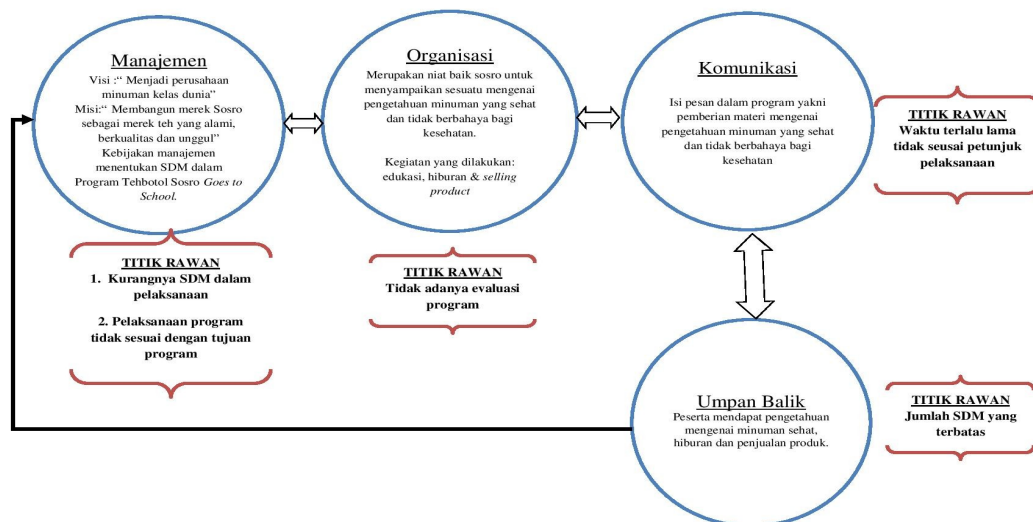 Manajemen
Visi :“ Menjadi perusahaan
minuman kelas dunia”
Misi:“ Membangun merek Sosro
sebagai merek teh yang alami,
berkualitas dan unggul”
Kebijakan manajemen
menentukan SDM dalam
Program Tehbotol Sosro Goes to
School.
TITIK RAWAN
1. Kurangnya SDM dalam
pelaksanaan
2. Pelaksanaan program
tidak sesuai dengan tujuan
program
Organisasi
Merupakan niat baik sosro untuk
menyampaikan sesuatu mengenai
pengetahuan minuman yang sehat
dan tidak berbahaya bagi
kesehatan.
Kegiatan yang dilakukan:
edukasi, hiburan & selling
product
TITIK RAWAN
Tidak adanya evaluasi
program
Komunikasi
Isi pesan dalam program yakni
pemberian materi mengenai
pengetahuan minuman yang sehat
dan tidak berbahaya bagi
kesehatan
TITIK RAWAN
Waktu terlalu lama
tidak seusai petunjuk
pelaksanaan
Umpan Balik
Peserta mendapat pengetahuan
mengenai minuman sehat,
hiburan dan penjualan produk.
TITIK RAWAN
Jumlah SDM yang
terbatas